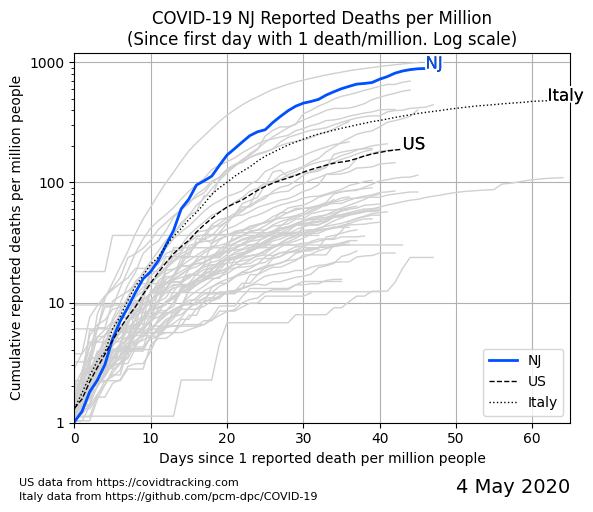 COVID-19 NJ Reported Deaths per Million
(Since first day with 1 death/million. Log scale)
Cumulative reported deaths per million people
1000
100
10
1
NJ
Italy
US
NJ
US
Italy
0
10
20
30
40
50
60
Days since 1 reported death per million people
US data from https://covidtracking.com
Italy data from https://github.com/pcm-dpc/COVID-19
4 May 2020